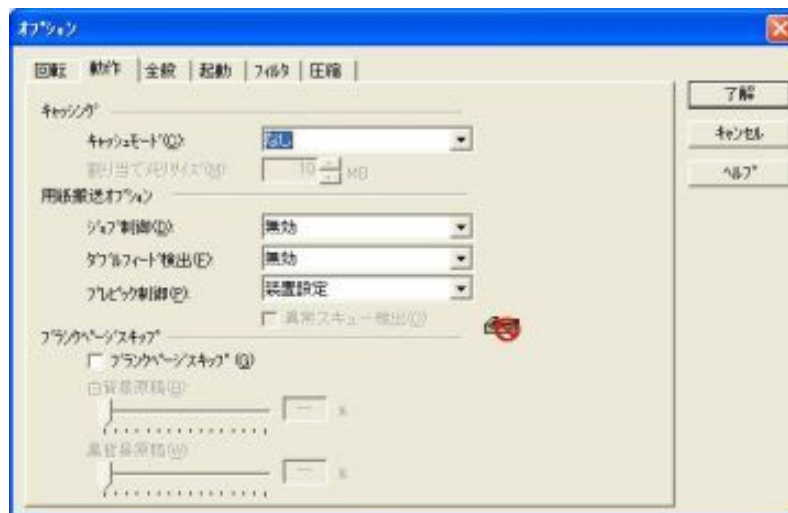 ｵﾌﾟｼｮﾝ
回転 動作 全般 起動 ﾌｨﾙﾀ 圧縮
了解
ｷｬｯｼﾝｸﾞ
ｷｬｯｼｭﾓｰﾄﾞ(C): なし
ｷｬﾝｾﾙ
割り当てﾒﾓﾘｻｲｽﾞ(M): 10 MB
ﾍﾙﾌﾟ
用紙搬送ｵﾌﾟｼｮﾝ
ｼﾞｮﾌﾞ制御(D): 無効
ﾀﾞﾌﾞﾙﾌｨｰﾄﾞ検出(E): 無効
ﾌﾟﾚﾋﾟｯｸ制御(P): 装置設定
異常スキュー検出(O)
ﾌﾞﾗﾝｸﾍﾟｰｼﾞｽｷｯﾌﾟ
ﾌﾞﾗﾝｸﾍﾟｰｼﾞｽｷｯﾌﾟ(G)
白背景原稿(B)
--- %
黒背景原稿(W)
--- %